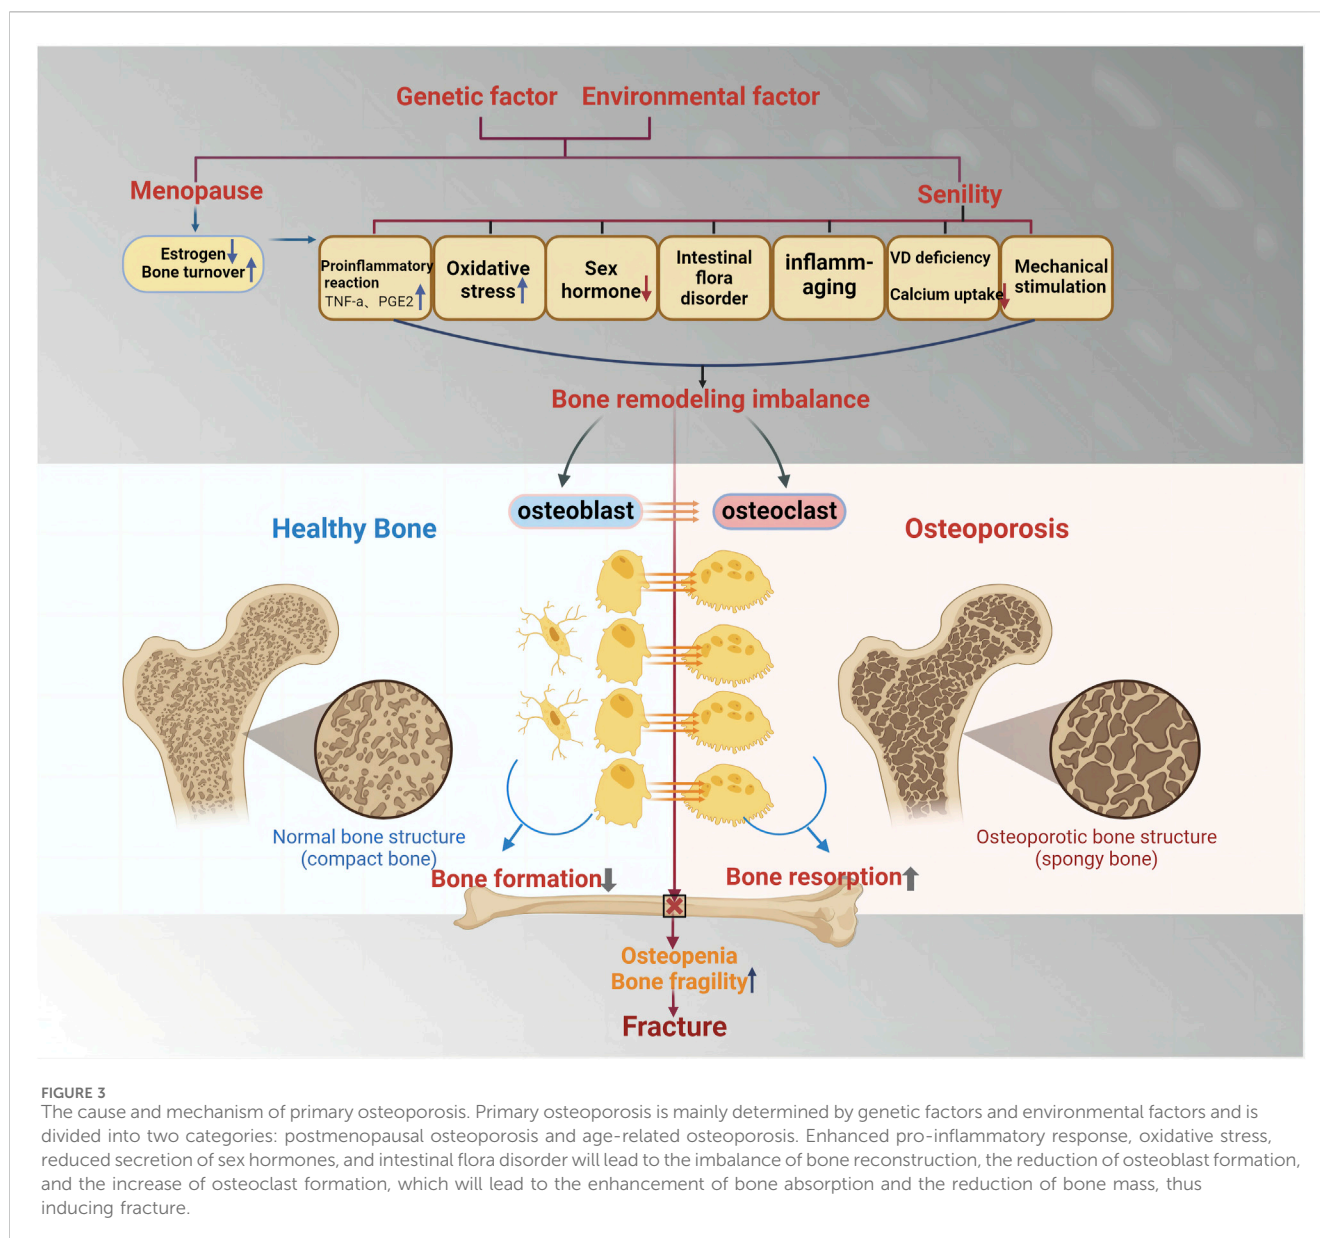 Genetic factor Environmental factor
Menopause
Senility
Estrogen↓
Bone turnover↑
Proinflammatory
reaction
TNF-a、PGE2↑
Oxidative
stress↑
Sex
hormone↓
Intestinal
flora
disorder
inflamm-
aging
VD deficiency
Calcium uptake↓
Mechanical
stimulation
Bone remodeling imbalance
osteoblast
osteoclast
Healthy Bone
Osteoporosis
Normal bone structure
(compact bone)
Osteoporotic bone structure
(spongy bone)
Bone formation↓
Bone resorption↑
Osteopenia
Bone fragility↑
Fracture
FIGURE 3
The cause and mechanism of primary osteoporosis. Primary osteoporosis is mainly determined by genetic factors and environmental factors and is
divided into two categories: postmenopausal osteoporosis and age-related osteoporosis. Enhanced pro-inflammatory response, oxidative stress,
reduced secretion of sex hormones, and intestinal flora disorder will lead to the imbalance of bone reconstruction, the reduction of osteoblast formation,
and the increase of osteoclast formation, which will lead to the enhancement of bone absorption and the reduction of bone mass, thus
inducing fracture.